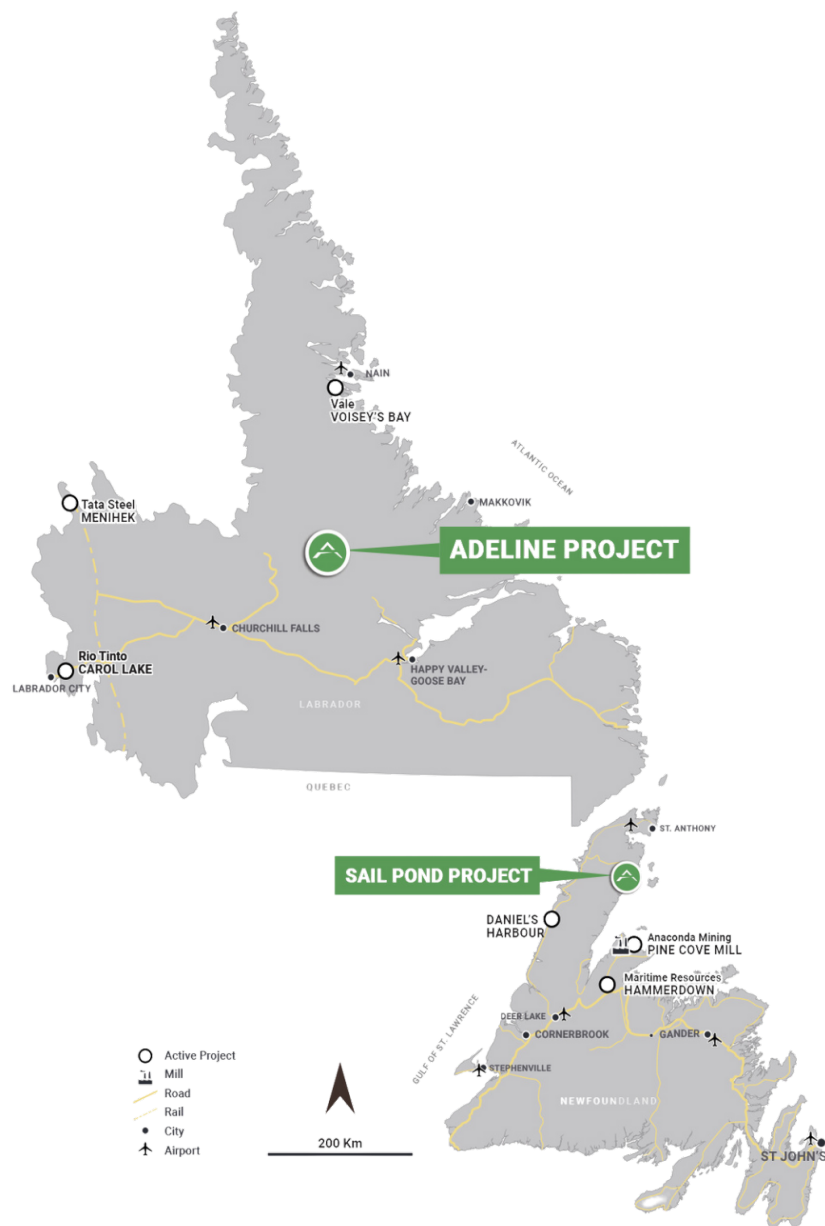 NAIN
Vale
VOISEY'S BAY
ATLANTIC OCEAN
MAKKOVIK
Tata Steel
MENIHEK
ADELINE PROJECT
CHURCHILL FALLS
Rio Tinto
CAROL LAKE
HAPPY VALLEY-
GOOSE BAY
LABRADOR CITY
LABRADOR
QUEBEC
ST. ANTHONY
SAIL POND PROJECT
DANIEL'S
HARBOUR
Anaconda Mining
PINE COVE MILL
Maritime Resources
HAMMERDOWN
GULF OF ST. LAWRENCE
DEER LAKE
CORNERBROOK
GANDER
STEPHENVILLE
NEWFOUNDLAND
ST JOHN'S
Active Project
Mill
Road
Rail
City
Airport
200 Km